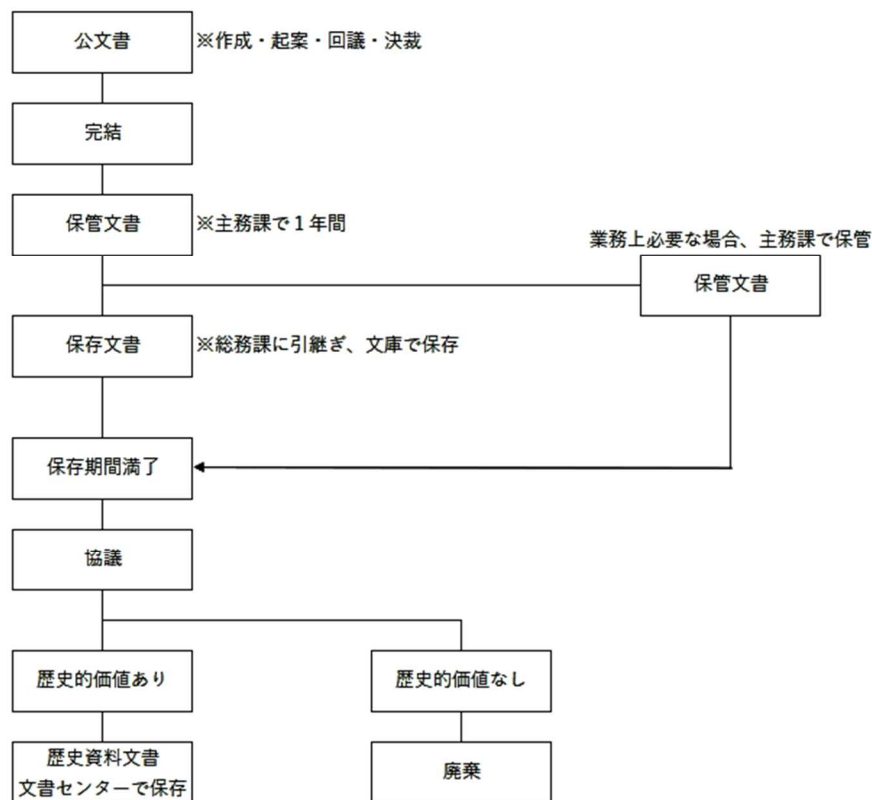 公文書
※作成・起案・回議・決裁
完結
保管文書
※主務課で１年間
業務上必要な場合、主務課で保管
保管文書
保存文書
※総務課に引継ぎ、文庫で保存
保存期間満了
協議
歴史的価値あり
歴史的価値なし
歴史資料文書
文書センターで保存
廃棄